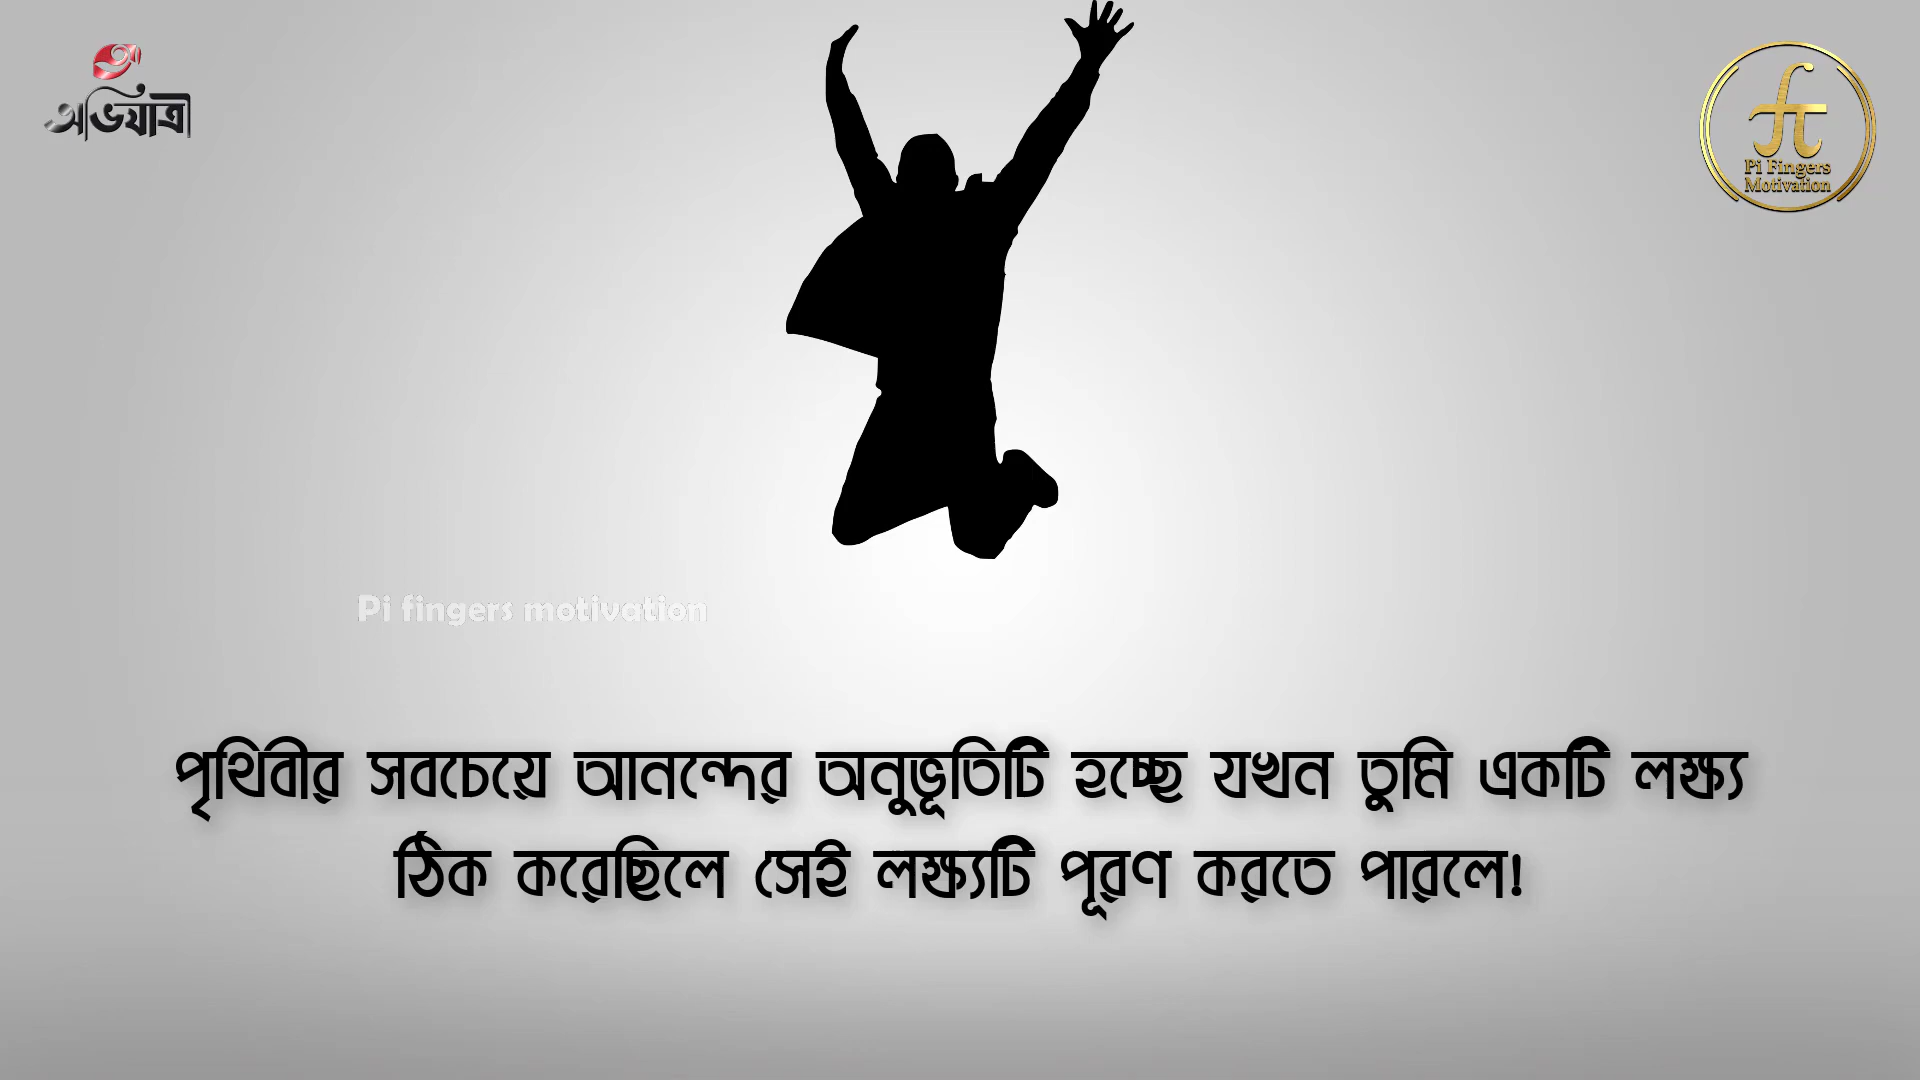 অভিযাত্রী
Pi Fingers
Motivation
Pi fingers motivation
পৃথিবীর সবচেয়ে আনন্দের অনুভূতিটি হচ্ছে যখন তুমি একটি লক্ষ্য
ঠিক করেছিলে সেই লক্ষ্যটি পূরণ করতে পারলে!